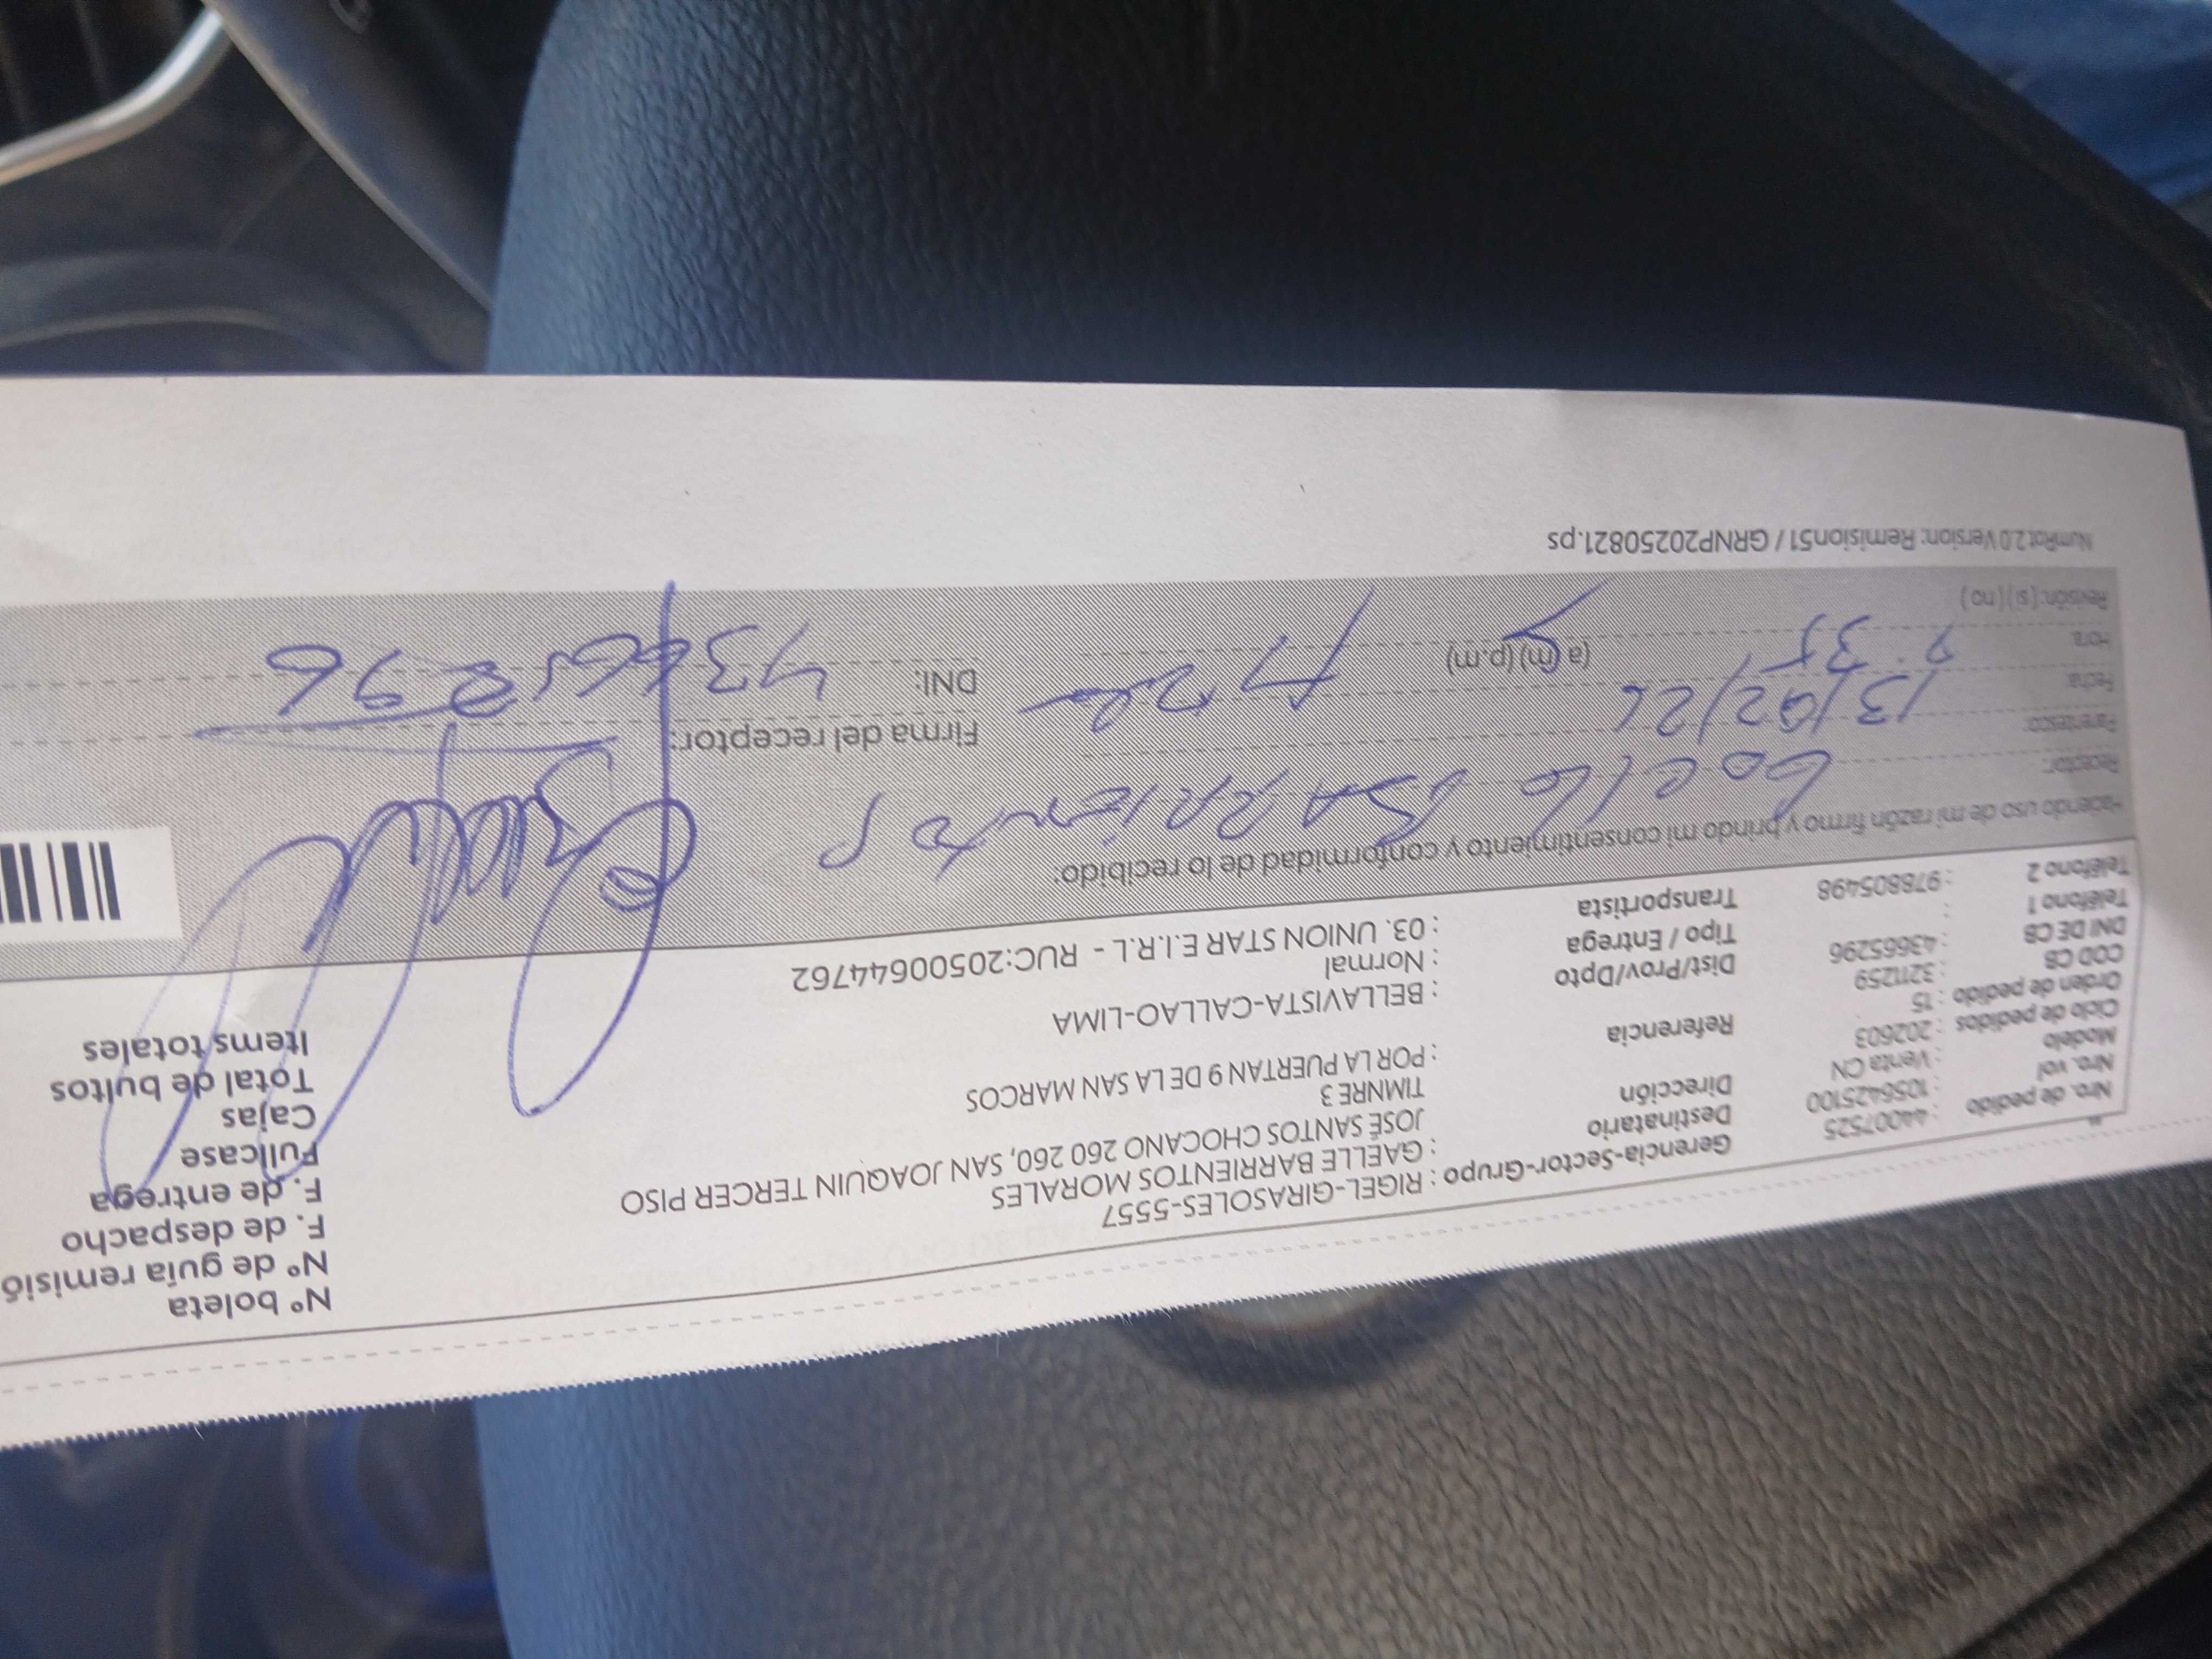 Nº boleta
Nº de guía remisió
F. de despacho
F. de entrega
Fullcase
Cajas
Total de bultos
Items totales
Gerencia-Sector-Grupo : RIGEL-GIRASOLES-5557
Destinatario : GAELLE BARRIENTOS MORALES
Dirección JOSÉ SANTOS CHOCANO 260 260, SAN JOAQUIN TERCER PISO
TIMNRE 3
Referencia : POR LA PUERTAN 9 DE LA SAN MARCOS
Dist/Prov/Dpto : BELLAVISTA-CALLAO-LIMA
Tipo / Entrega : Normal
Transportista : 03. UNION STAR E.I.R.L - RUC:20500644762
Nro. de pedido : 44007525
Nro. vol : 1056425100
Modelo : Venta CN
Ciclo de pedidos : 202603
Orden de pedido : 15
COD CB : 3211259
DNI DE CB : 43665296
Teléfono 1 :
Teléfono 2 : 978805498
Haciendo uso de mi razón firmo y brindo mi consentimiento y conformidad de lo recibido:
Receptor: BARRIENTOS
Parentesco:
Fecha: 13/02/26
Hora: 9:35 (a.m) (p.m)
Revisión: (si) (no)
Firma del receptor:
DNI: 43665296
NumRot 2.0 Version: Remision51 / GRNP20250821.ps